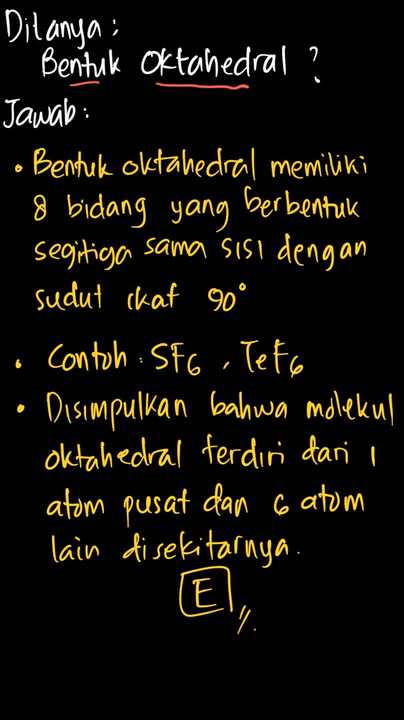 Ditanya :
Bentuk Oktahedral ?
Jawab :
• Bentuk oktahedral memiliki
8 bidang yang berbentuk
segitiga sama sisi dengan
sudut ikat 90°
• Contoh : SF6 , TeF6
• Disimpulkan bahwa molekul
oktahedral terdiri dari 1
atom pusat dan 6 atom
lain disekitarnya.
E